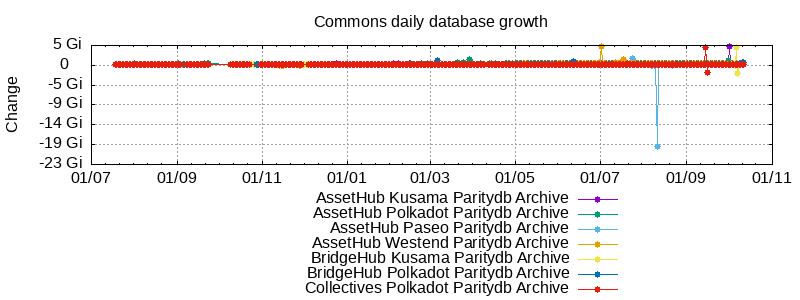 Commons daily database growth
Change
5 Gi
0
-5 Gi
-9 Gi
-14 Gi
-19 Gi
-23 Gi
01/07 01/09 01/11 01/01 01/03 01/05 01/07 01/09 01/11
AssetHub Kusama Paritydb Archive
AssetHub Polkadot Paritydb Archive
AssetHub Paseo Paritydb Archive
AssetHub Westend Paritydb Archive
BridgeHub Kusama Paritydb Archive
BridgeHub Polkadot Paritydb Archive
Collectives Polkadot Paritydb Archive